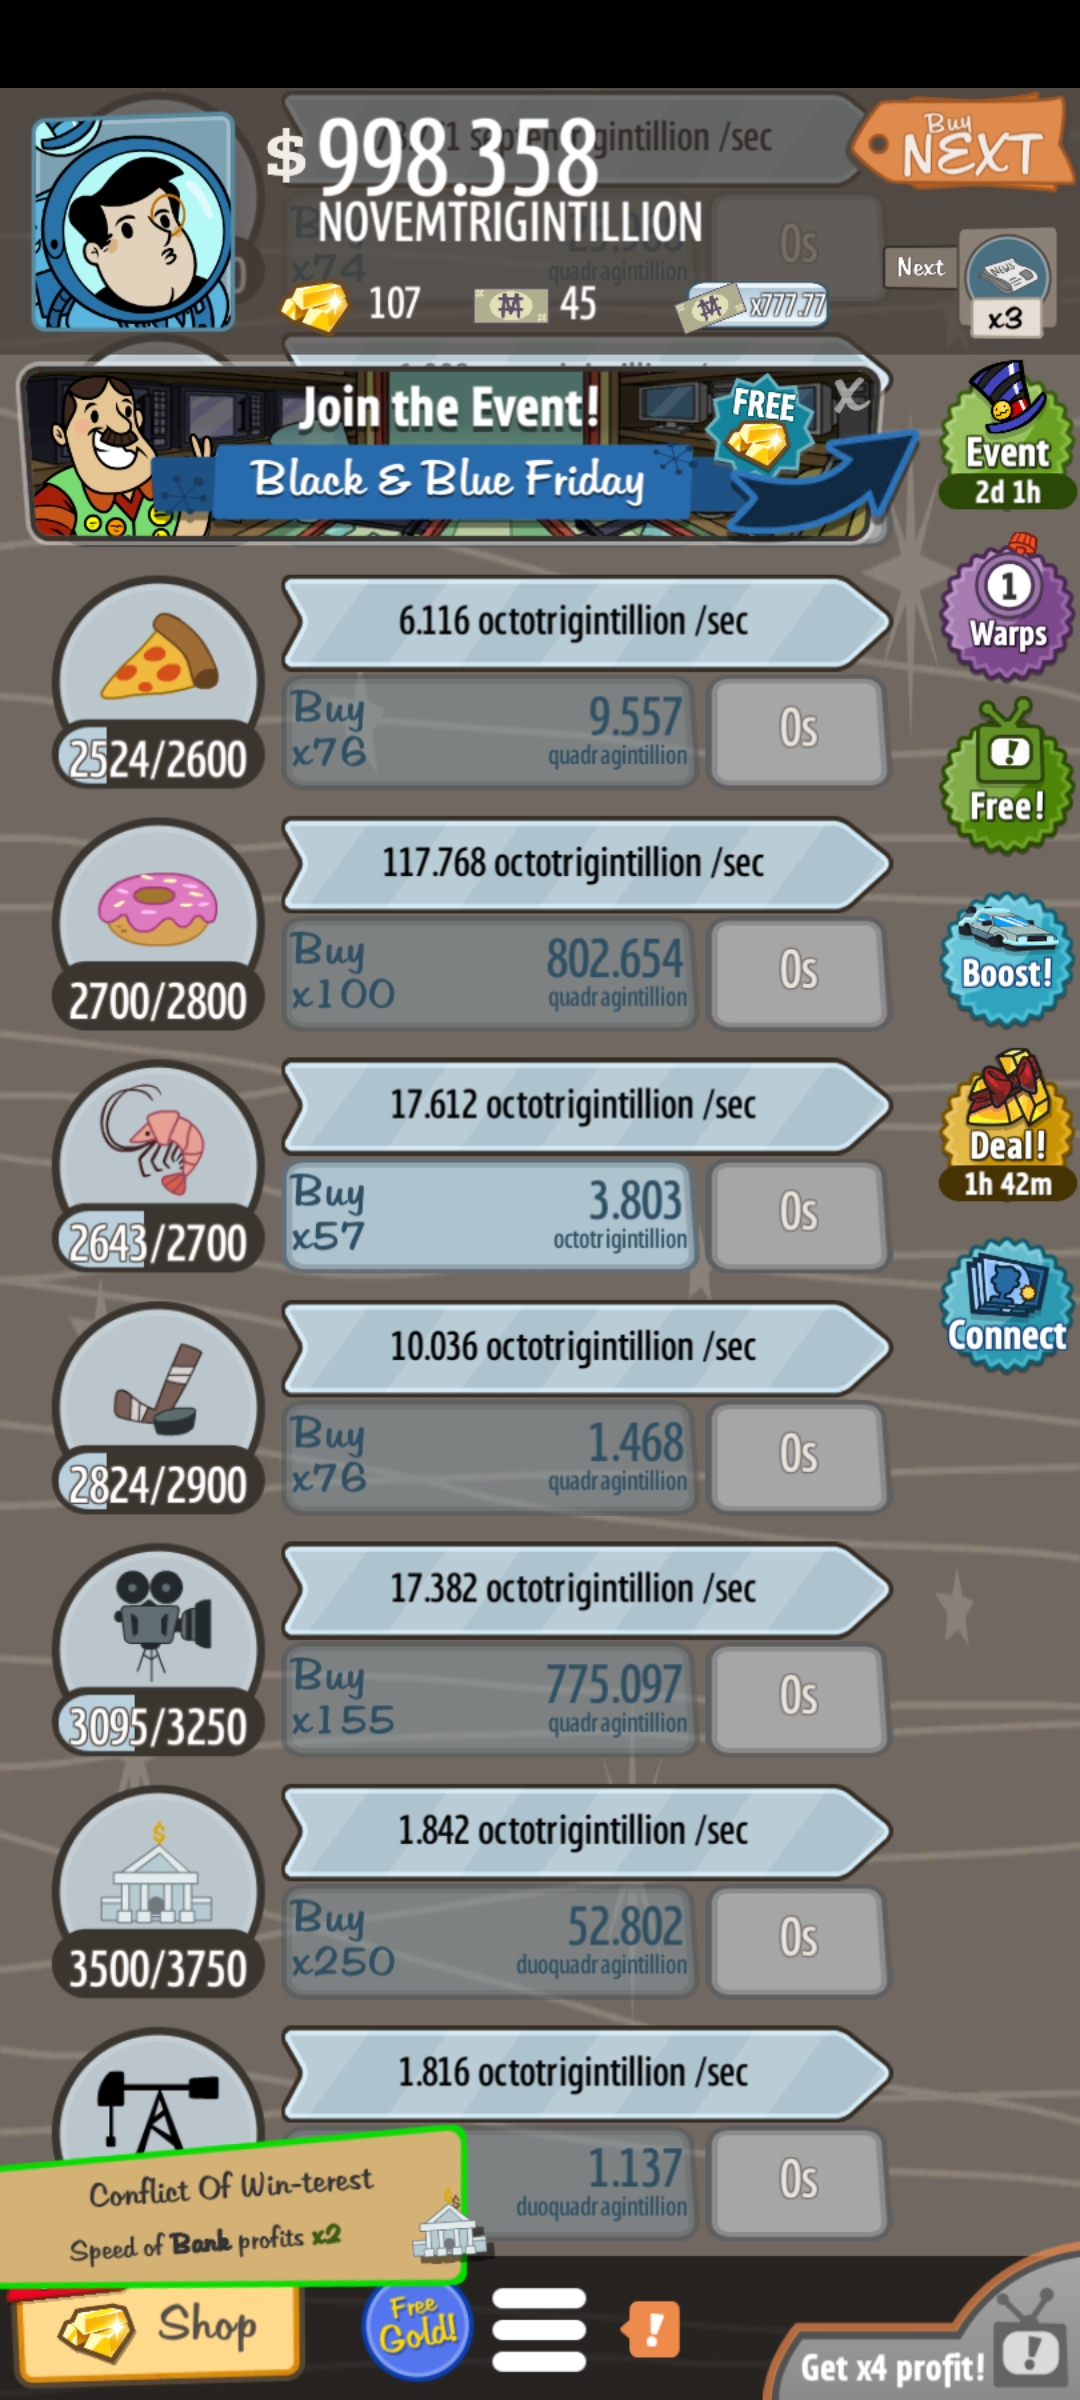 $ 998.358
NOVEMTRIGINTILLION
Buy
NEXT
107
45
x777.77
Next
NEWS
x3
/sec
x74
quadragintillion
0s
Join the Event!
FREE
X
Black & Blue Friday
Event
2d 1h
6.116 octotrigintillion /sec
Buy
x76
9.557
quadragintillion
0s
2524/2600
1
Warps
Free!
117.768 octotrigintillion /sec
Buy
x100
802.654
quadragintillion
0s
2700/2800
Boost!
17.612 octotrigintillion /sec
Buy
x57
3.803
octotrigintillion
0s
2643/2700
Deal!
1h 42m
Connect
10.036 octotrigintillion /sec
Buy
x76
1.468
quadragintillion
0s
2824/2900
17.382 octotrigintillion /sec
Buy
x155
775.097
quadragintillion
0s
3095/3250
1.842 octotrigintillion /sec
Buy
x250
52.802
duoquadragintillion
0s
3500/3750
1.816 octotrigintillion /sec
1.137
duoquadragintillion
0s
Conflict Of Win-terest
Speed of Bank profits x2
Shop
Free
Gold!
!
Get x4 profit!